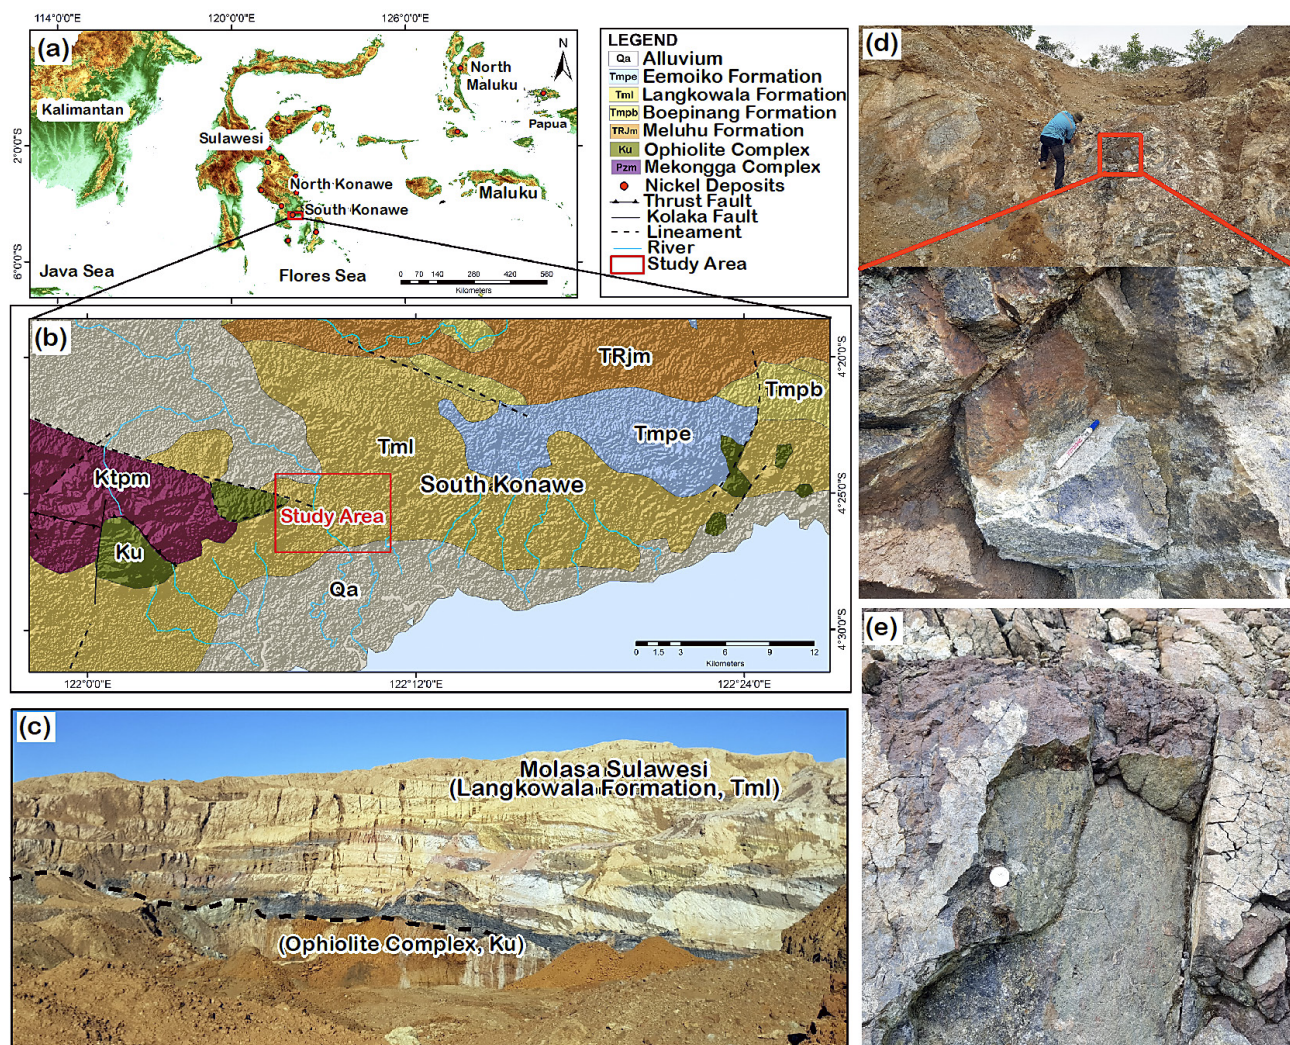 114°0'0"E
120°0'0"E
126°0'0"E
(a)
N
North
Maluku
Kalimantan
Papua
Sulawesi
2°0'0"S
North Konawe
Maluku
South Konawe
6°0'0"S
Java Sea
Flores Sea
0 70 140 280 420 560
Kilometers
LEGEND
Qa Alluvium
Tmpe Eemoiko Formation
Tml Langkowala Formation
Tmpb Boepinang Formation
TRJm Meluhu Formation
Ku Ophiolite Complex
Pzm Mekongga Complex
Nickel Deposits
Thrust Fault
Kolaka Fault
Lineament
River
Study Area
(b)
TRjm
4°20'0"S
Tmpb
Tml
Tmpe
Ktpm
South Konawe
4°25'0"S
Study Area
Ku
Qa
4°30'0"S
0 1.5 3 6 9 12
Kilometers
122°0'0"E
122°12'0"E
122°24'0"E
(c)
Molasa Sulawesi
(Langkowala Formation, Tml)
(Ophiolite Complex, Ku)
(d)
(e)